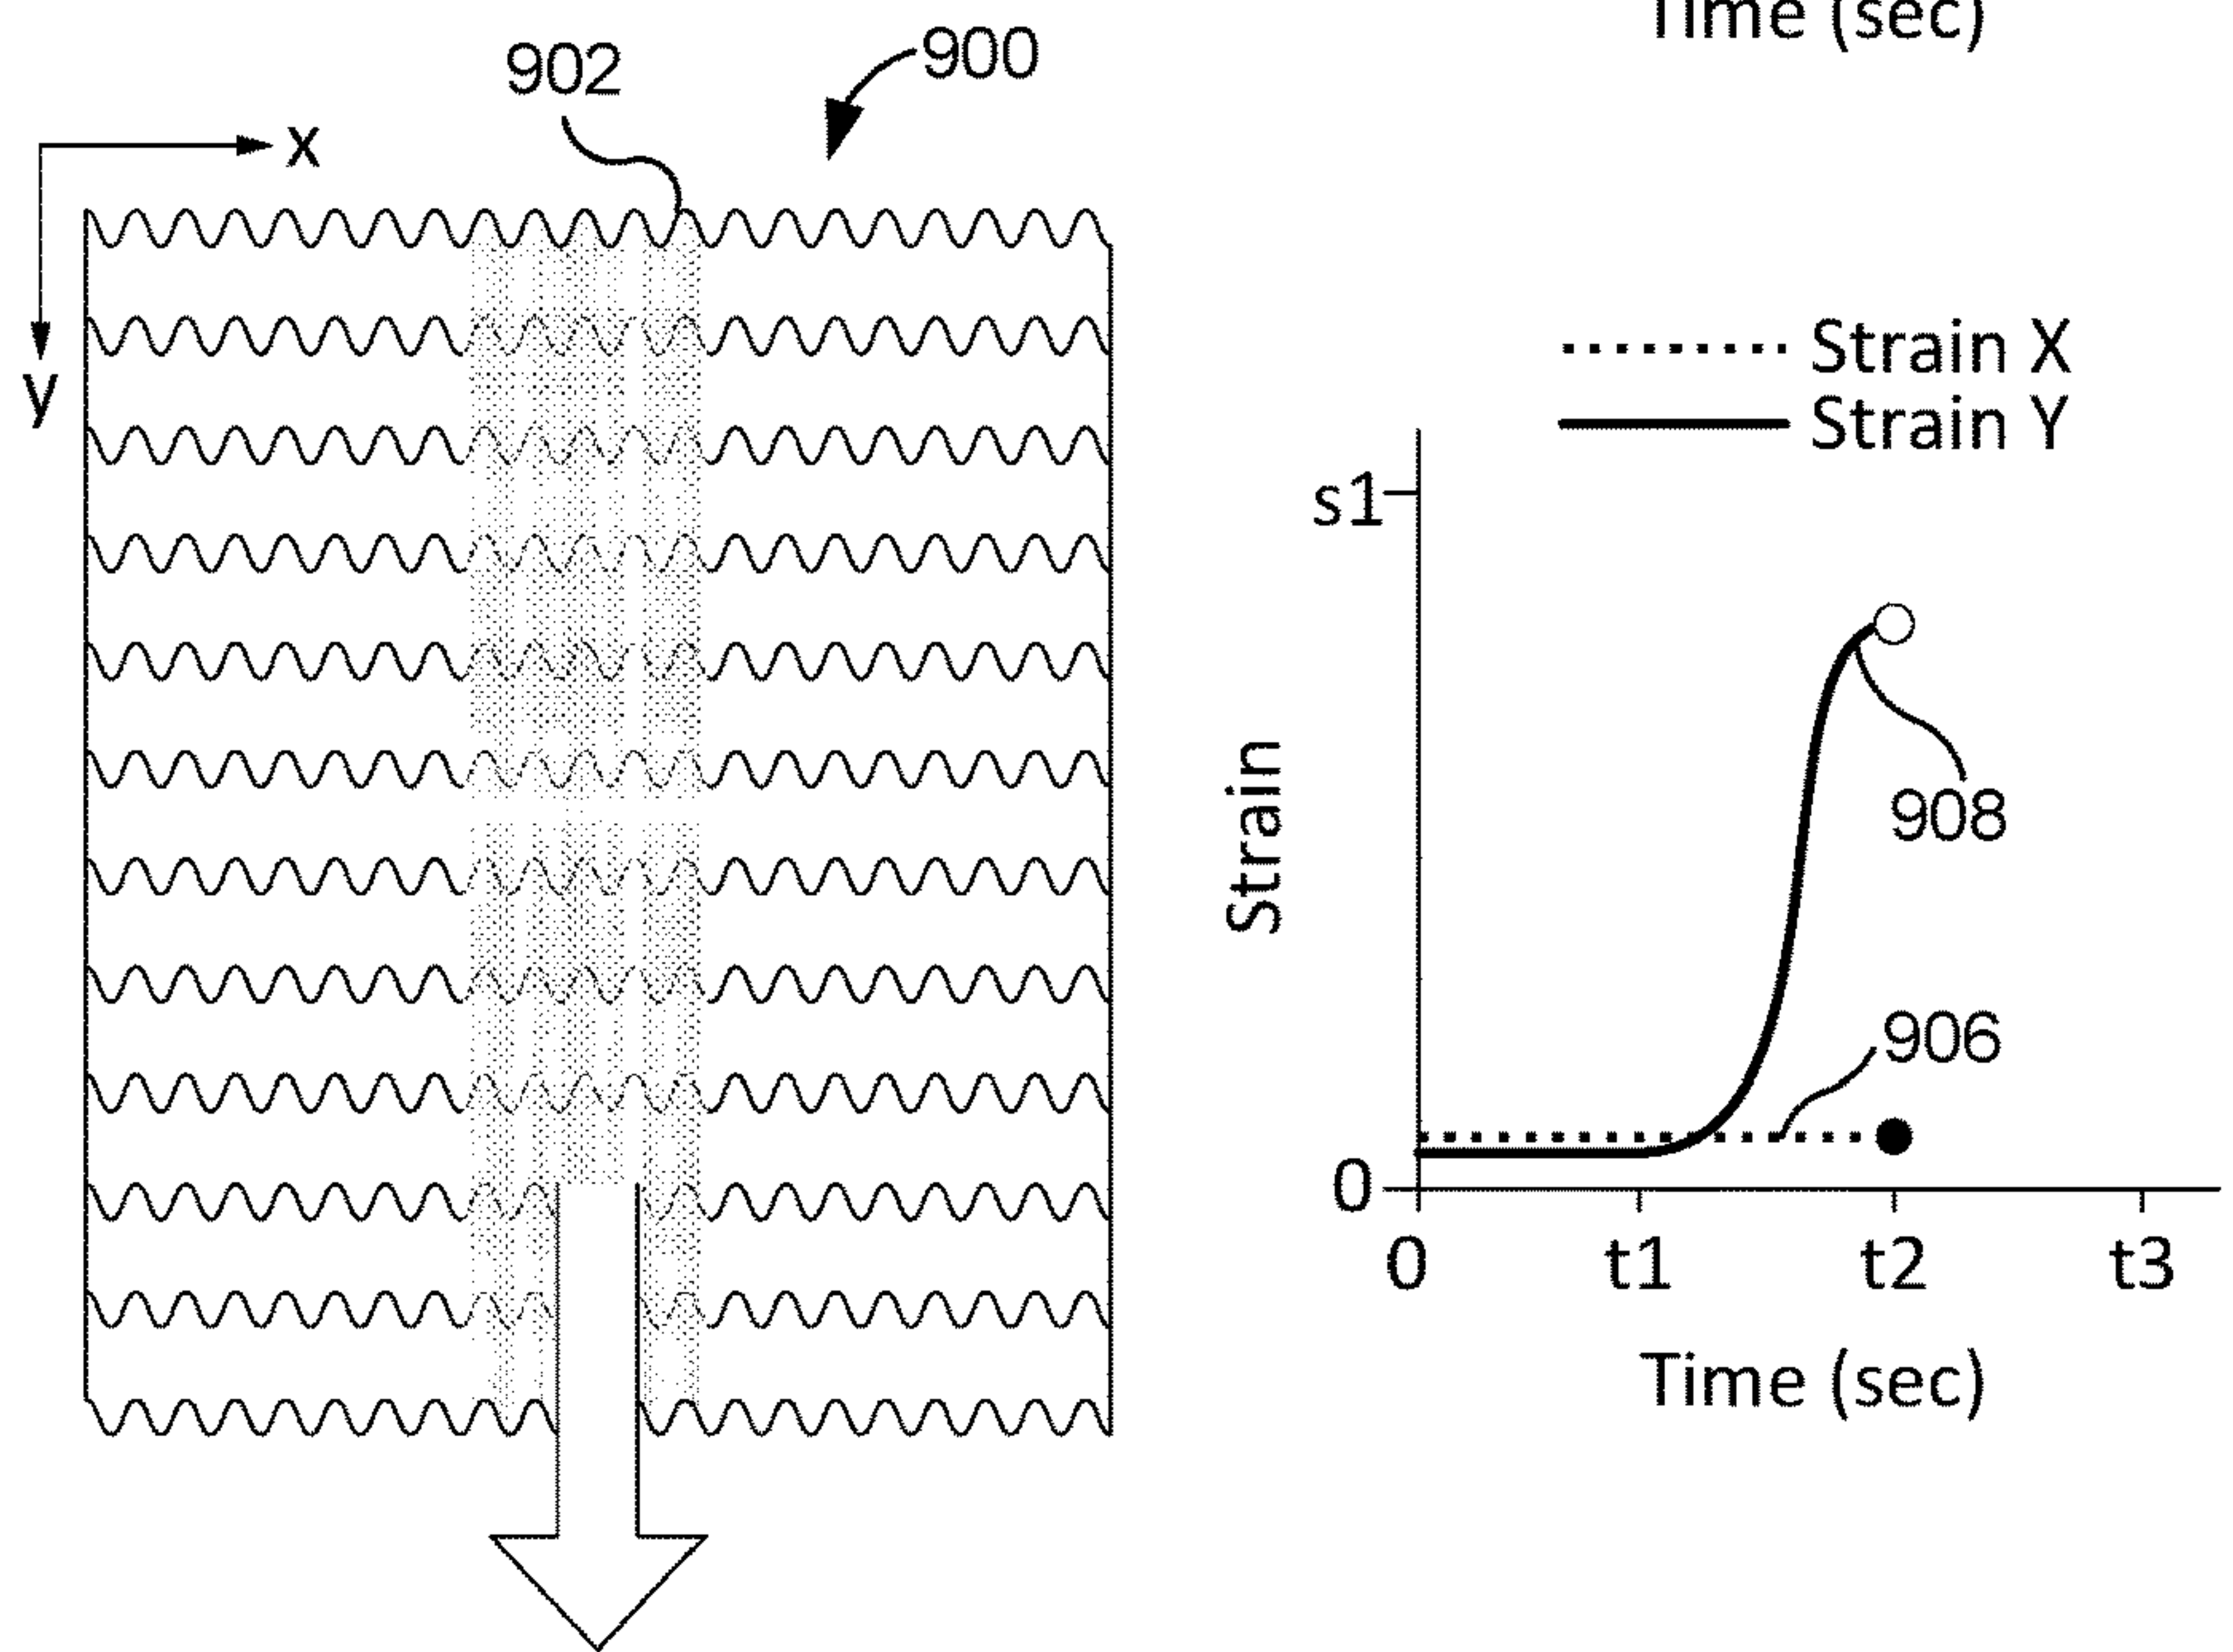 Time (sec)
902
900
x
y
Strain X
Strain Y
s1
Strain
908
906
0
0
t1
t2
t3
Time (sec)